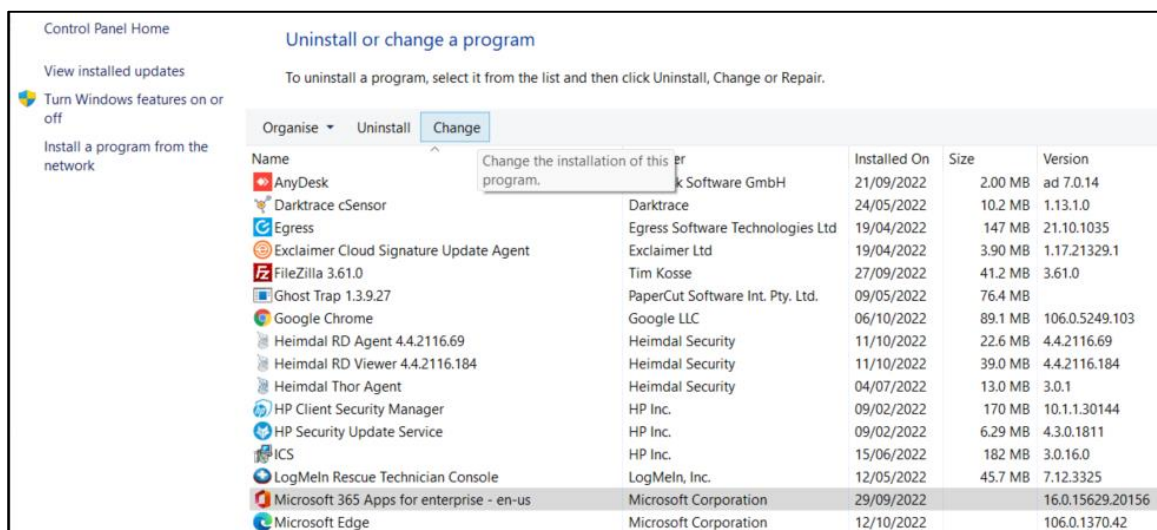 Control Panel Home
View installed updates
Turn Windows features on or
off
Install a program from the
network
Uninstall or change a program
To uninstall a program, select it from the list and then click Uninstall, Change or Repair.
Organise Uninstall Change
Change the installation of this
program.
Name er Installed On Size Version
AnyDesk k Software GmbH 21/09/2022 2.00 MB ad 7.0.14
Darktrace cSensor Darktrace 24/05/2022 10.2 MB 1.13.1.0
Egress Egress Software Technologies Ltd 19/04/2022 147 MB 21.10.1035
Exclaimer Cloud Signature Update Agent Exclaimer Ltd 19/04/2022 3.90 MB 1.17.21329.1
FileZilla 3.61.0 Tim Kosse 27/09/2022 41.2 MB 3.61.0
Ghost Trap 1.3.9.27 PaperCut Software Int. Pty. Ltd. 09/05/2022 76.4 MB
Google Chrome Google LLC 06/10/2022 89.1 MB 106.0.5249.103
Heimdal RD Agent 4.4.2116.69 Heimdal Security 11/10/2022 22.6 MB 4.4.2116.69
Heimdal RD Viewer 4.4.2116.184 Heimdal Security 11/10/2022 39.0 MB 4.4.2116.184
Heimdal Thor Agent Heimdal Security 04/07/2022 13.0 MB 3.0.1
HP Client Security Manager HP Inc. 09/02/2022 170 MB 10.1.1.30144
HP Security Update Service HP Inc. 09/02/2022 6.29 MB 4.3.0.1811
ICS HP Inc. 15/06/2022 182 MB 3.0.16.0
LogMeIn Rescue Technician Console LogMeIn, Inc. 12/05/2022 45.7 MB 7.12.3325
Microsoft 365 Apps for enterprise - en-us Microsoft Corporation 29/09/2022 16.0.15629.20156
Microsoft Edge Microsoft Corporation 12/10/2022 106.0.1370.42